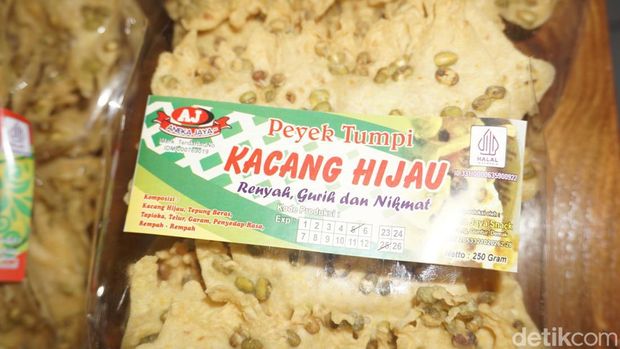 AJ
ANEKA JAYA
IDM000769019
Peyek Tumpi
KACANG HIJAU
Renyah, Gurih dan Nikmat
Komposisi
Kacang Hijau, Tepung Beras,
Tapioka, Telur, Garam, Penyedap Rasa,
Rempah - Rempah
Kode Produksi :
Exp
1 2 3 4 5 6 23 24
7 8 9 10 11 12 25 26
HALAL
Netto : 250 Gram
detikcom